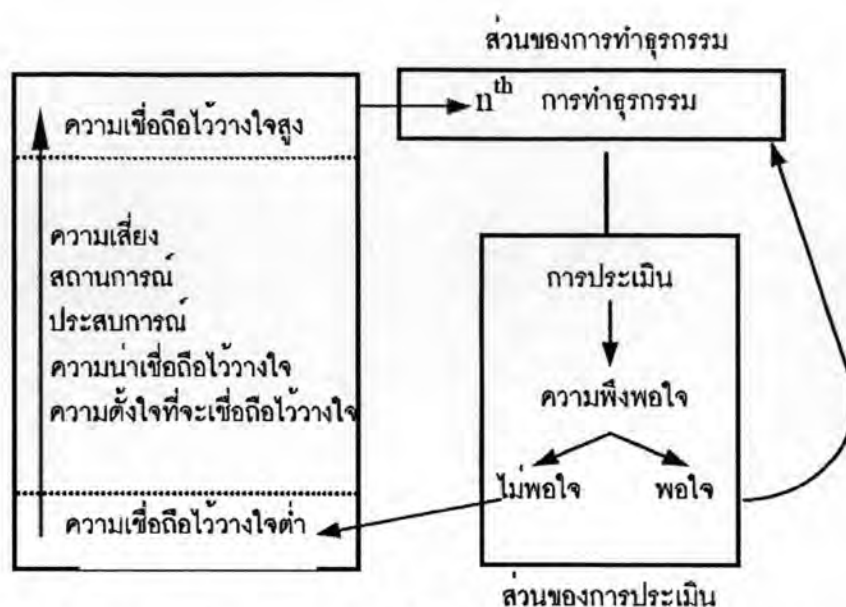 ส่วนของการทำธุรกรรม
nth การทำธุรกรรม
ความเชื่อถือไว้วางใจสูง
ความเสี่ยง
สถานการณ์
ประสบการณ์
ความน่าเชื่อถือไว้วางใจ
ความตั้งใจที่จะเชื่อถือไว้วางใจ
ความเชื่อถือไว้วางใจต่ำ
การประเมิน
ความพึงพอใจ
ไม่พอใจ พอใจ
ส่วนของการประเมิน